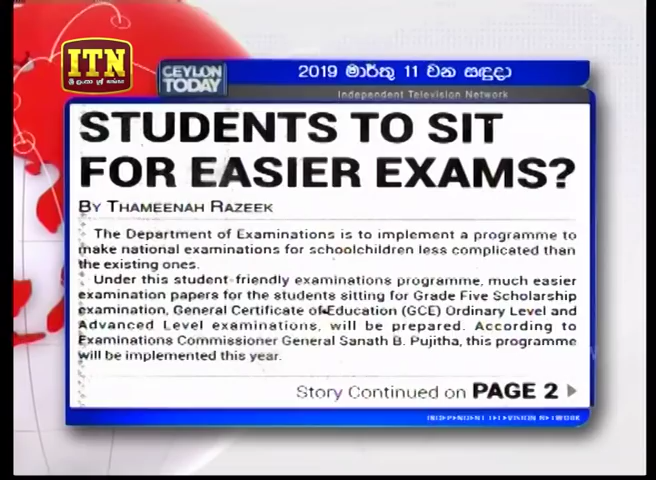 ITN
CEYLON
TODAY
2019 මාර්තු 11 වන සඳුදා
Independent Television Network
STUDENTS TO SIT
FOR EASIER EXAMS?
BY THAMEENAH RAZEEK
The Department of Examinations is to implement a programme to
make national examinations for schoolchildren less complicated than
the existing ones.
Under this student-friendly examinations programme, much easier
examination papers for the students sitting for Grade Five Scholarship
examination, General Certificate of Education (GCE) Ordinary Level and
Advanced Level examinations, will be prepared. According to
Examinations Commissioner General Sanath B. Pujitha, this programme
will be implemented this year.
Story Continued on PAGE 2
INDEPENDENT TELEVISION NETWORK